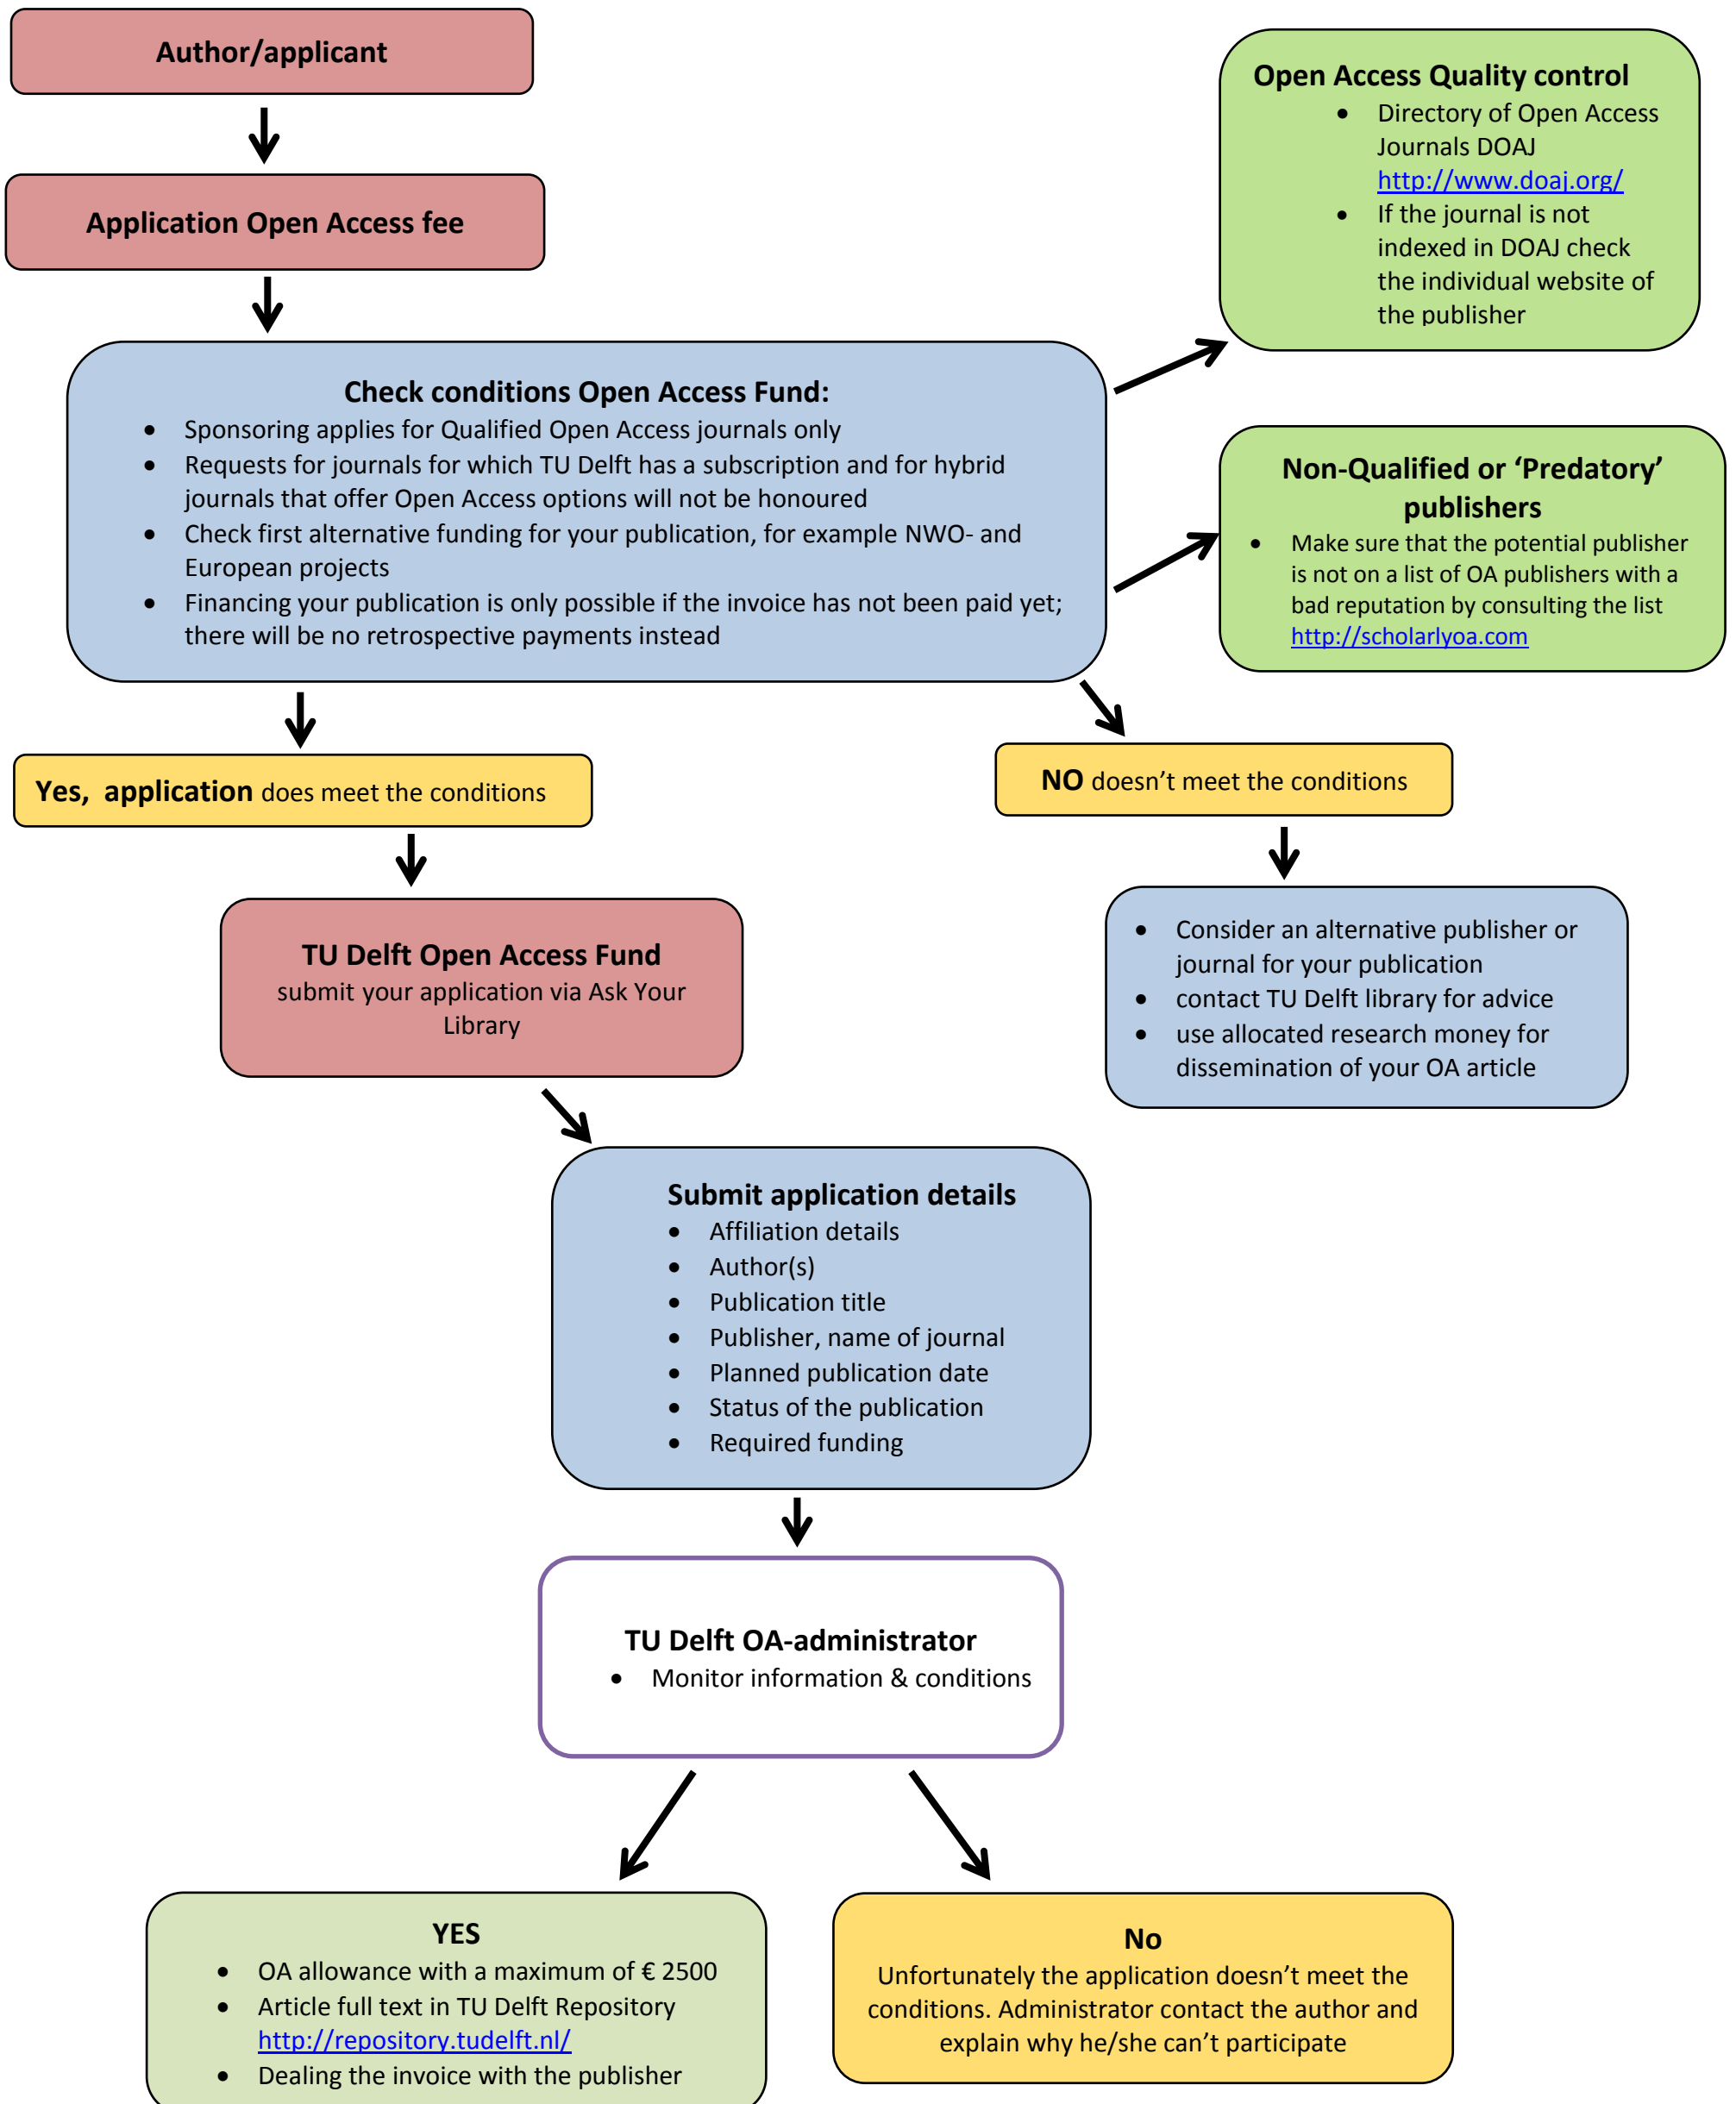 Author/applicant
Application Open Access fee
Open Access Quality control
• Directory of Open Access
Journals DOAJ
http://www.doaj.org/
• If the journal is not
indexed in DOAJ check
the individual website of
the publisher
Check conditions Open Access Fund:
• Sponsoring applies for Qualified Open Access journals only
• Requests for journals for which TU Delft has a subscription and for hybrid
journals that offer Open Access options will not be honoured
• Check first alternative funding for your publication, for example NWO- and
European projects
• Financing your publication is only possible if the invoice has not been paid yet;
there will be no retrospective payments instead
Non-Qualified or ‘Predatory’
publishers
• Make sure that the potential publisher
is not on a list of OA publishers with a
bad reputation by consulting the list
http://scholarlyoa.com
Yes, application does meet the conditions
NO doesn’t meet the conditions
TU Delft Open Access Fund
submit your application via Ask Your
Library
• Consider an alternative publisher or
journal for your publication
• contact TU Delft library for advice
• use allocated research money for
dissemination of your OA article
Submit application details
• Affiliation details
• Author(s)
• Publication title
• Publisher, name of journal
• Planned publication date
• Status of the publication
• Required funding
TU Delft OA-administrator
• Monitor information & conditions
YES
• OA allowance with a maximum of € 2500
• Article full text in TU Delft Repository
http://repository.tudelft.nl/
• Dealing the invoice with the publisher
No
Unfortunately the application doesn’t meet the
conditions. Administrator contact the author and
explain why he/she can’t participate